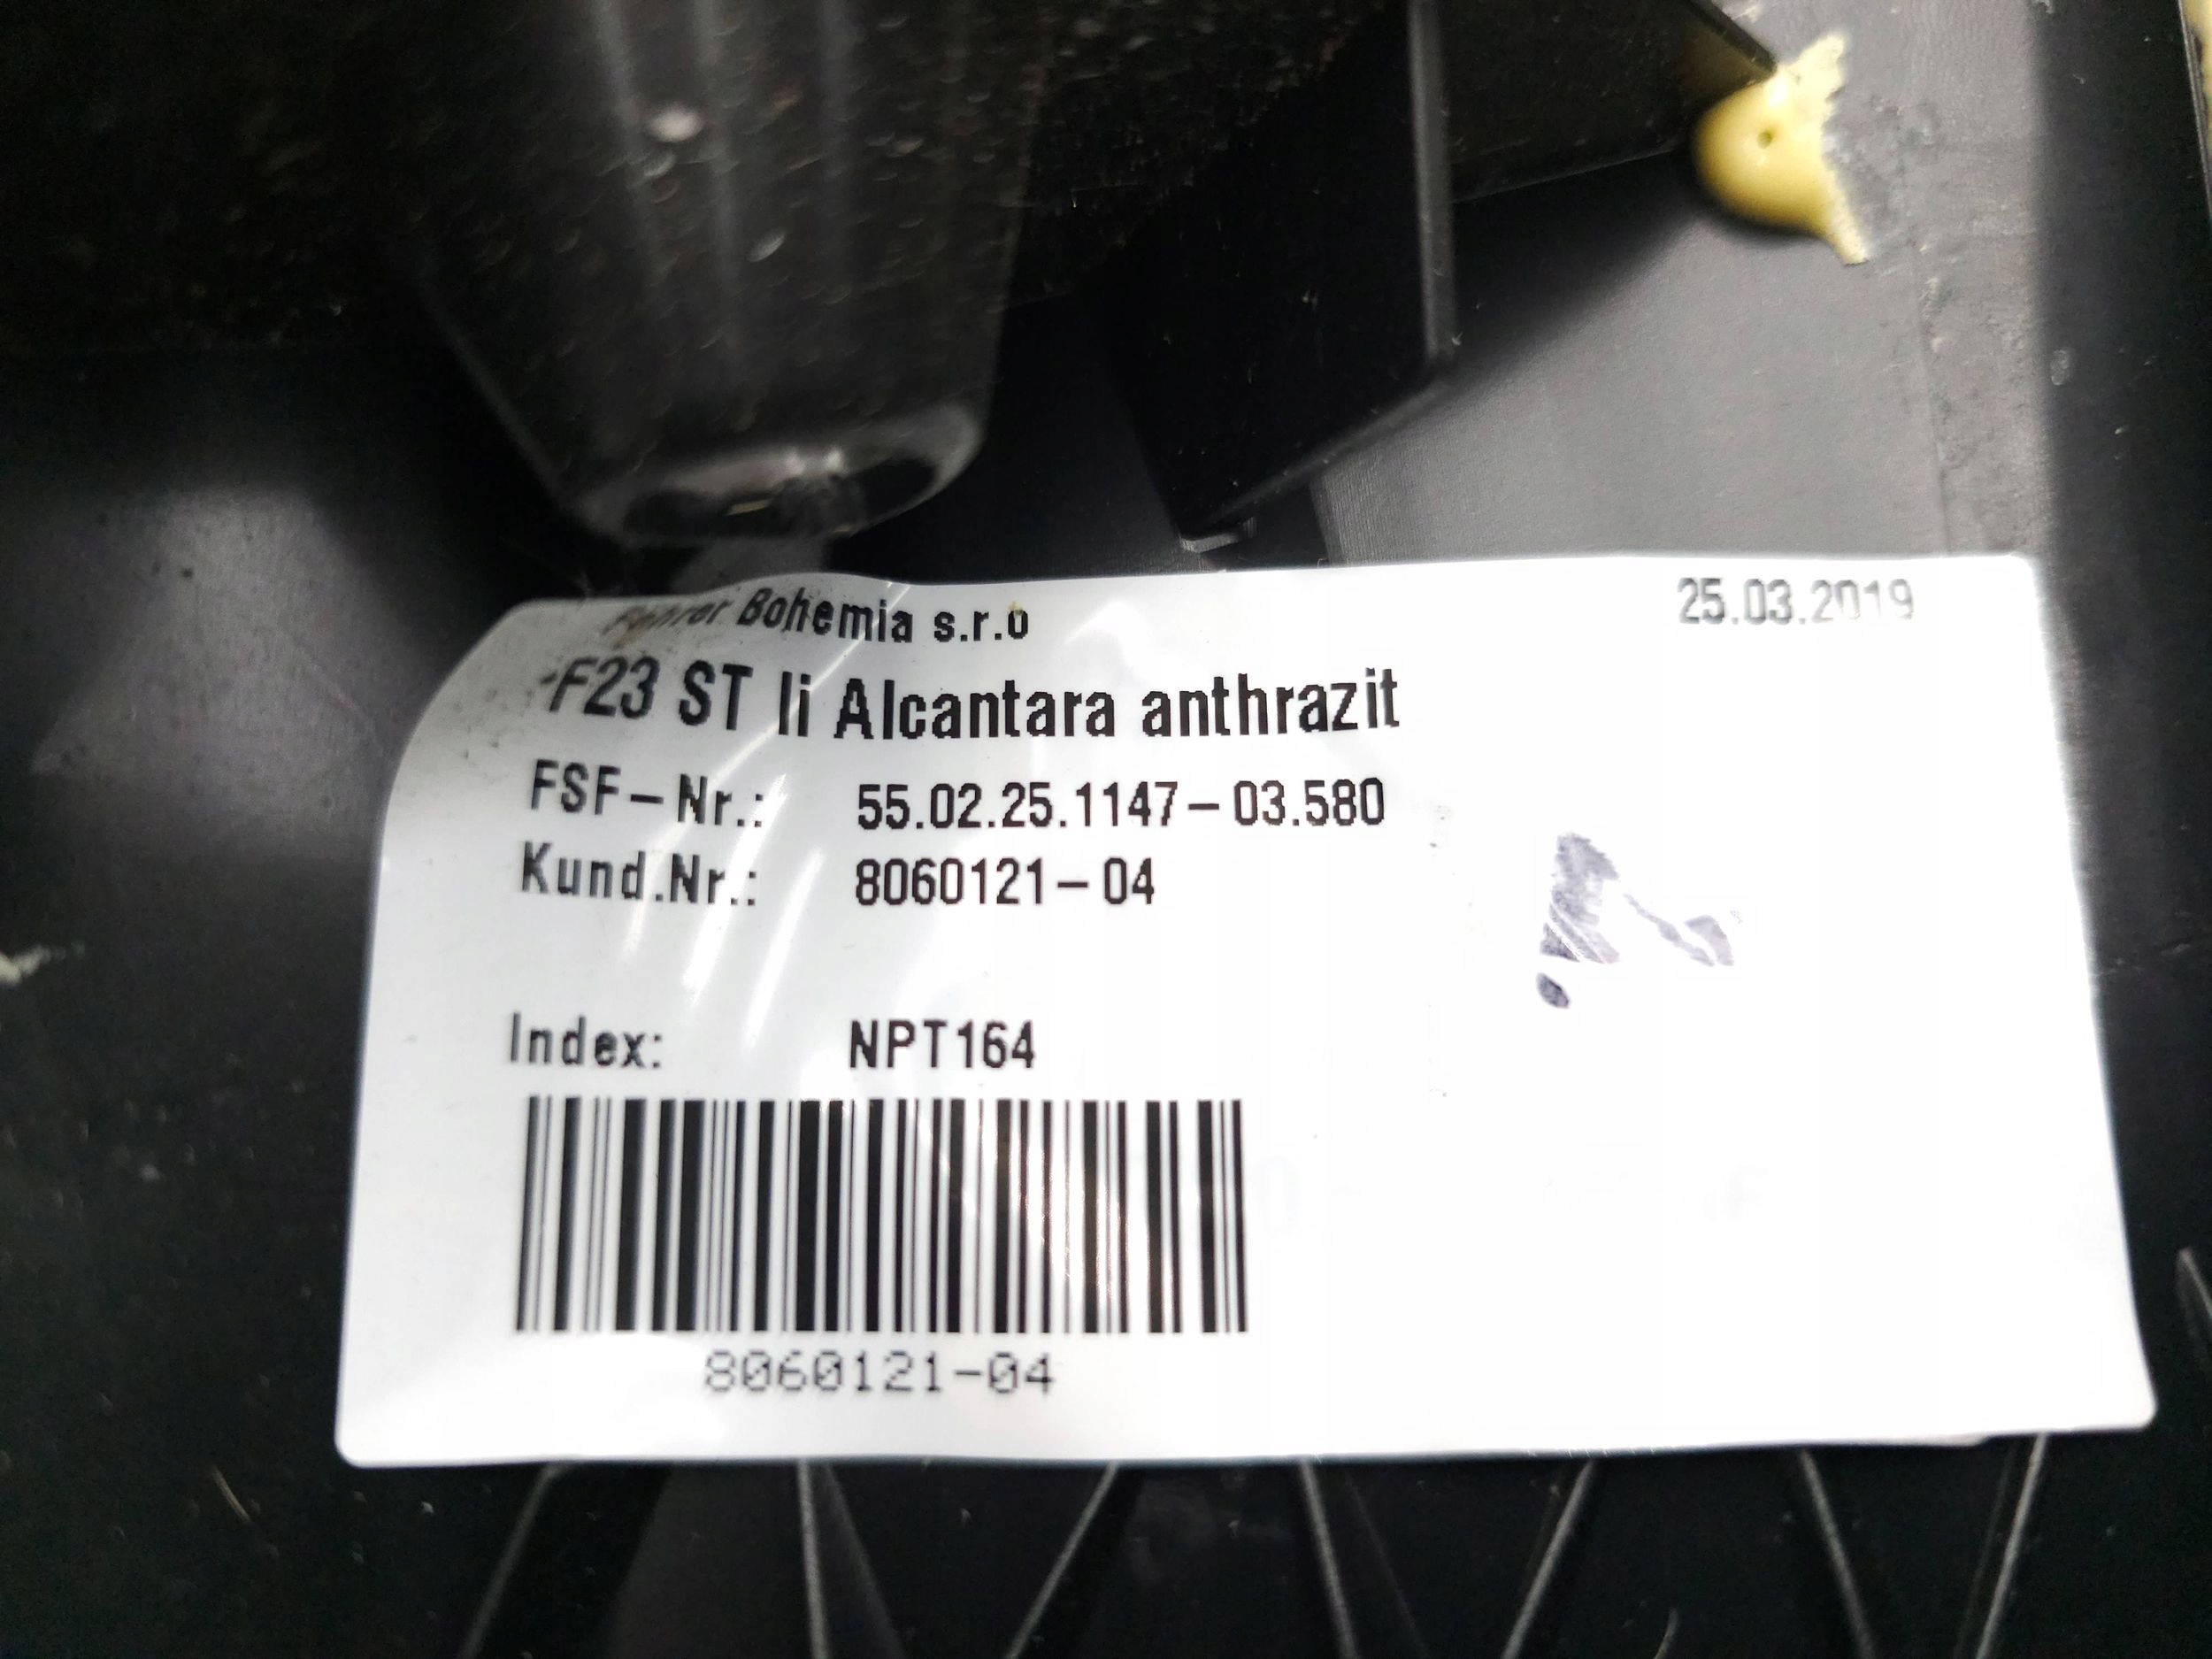 Bohemia s.r.o
25.03.2019
F23 ST li Alcantara anthrazit
FSF-Nr.: 55.02.25.1147-03.580
Kund.Nr.: 8060121-04
Index: NPT164
8060121-04